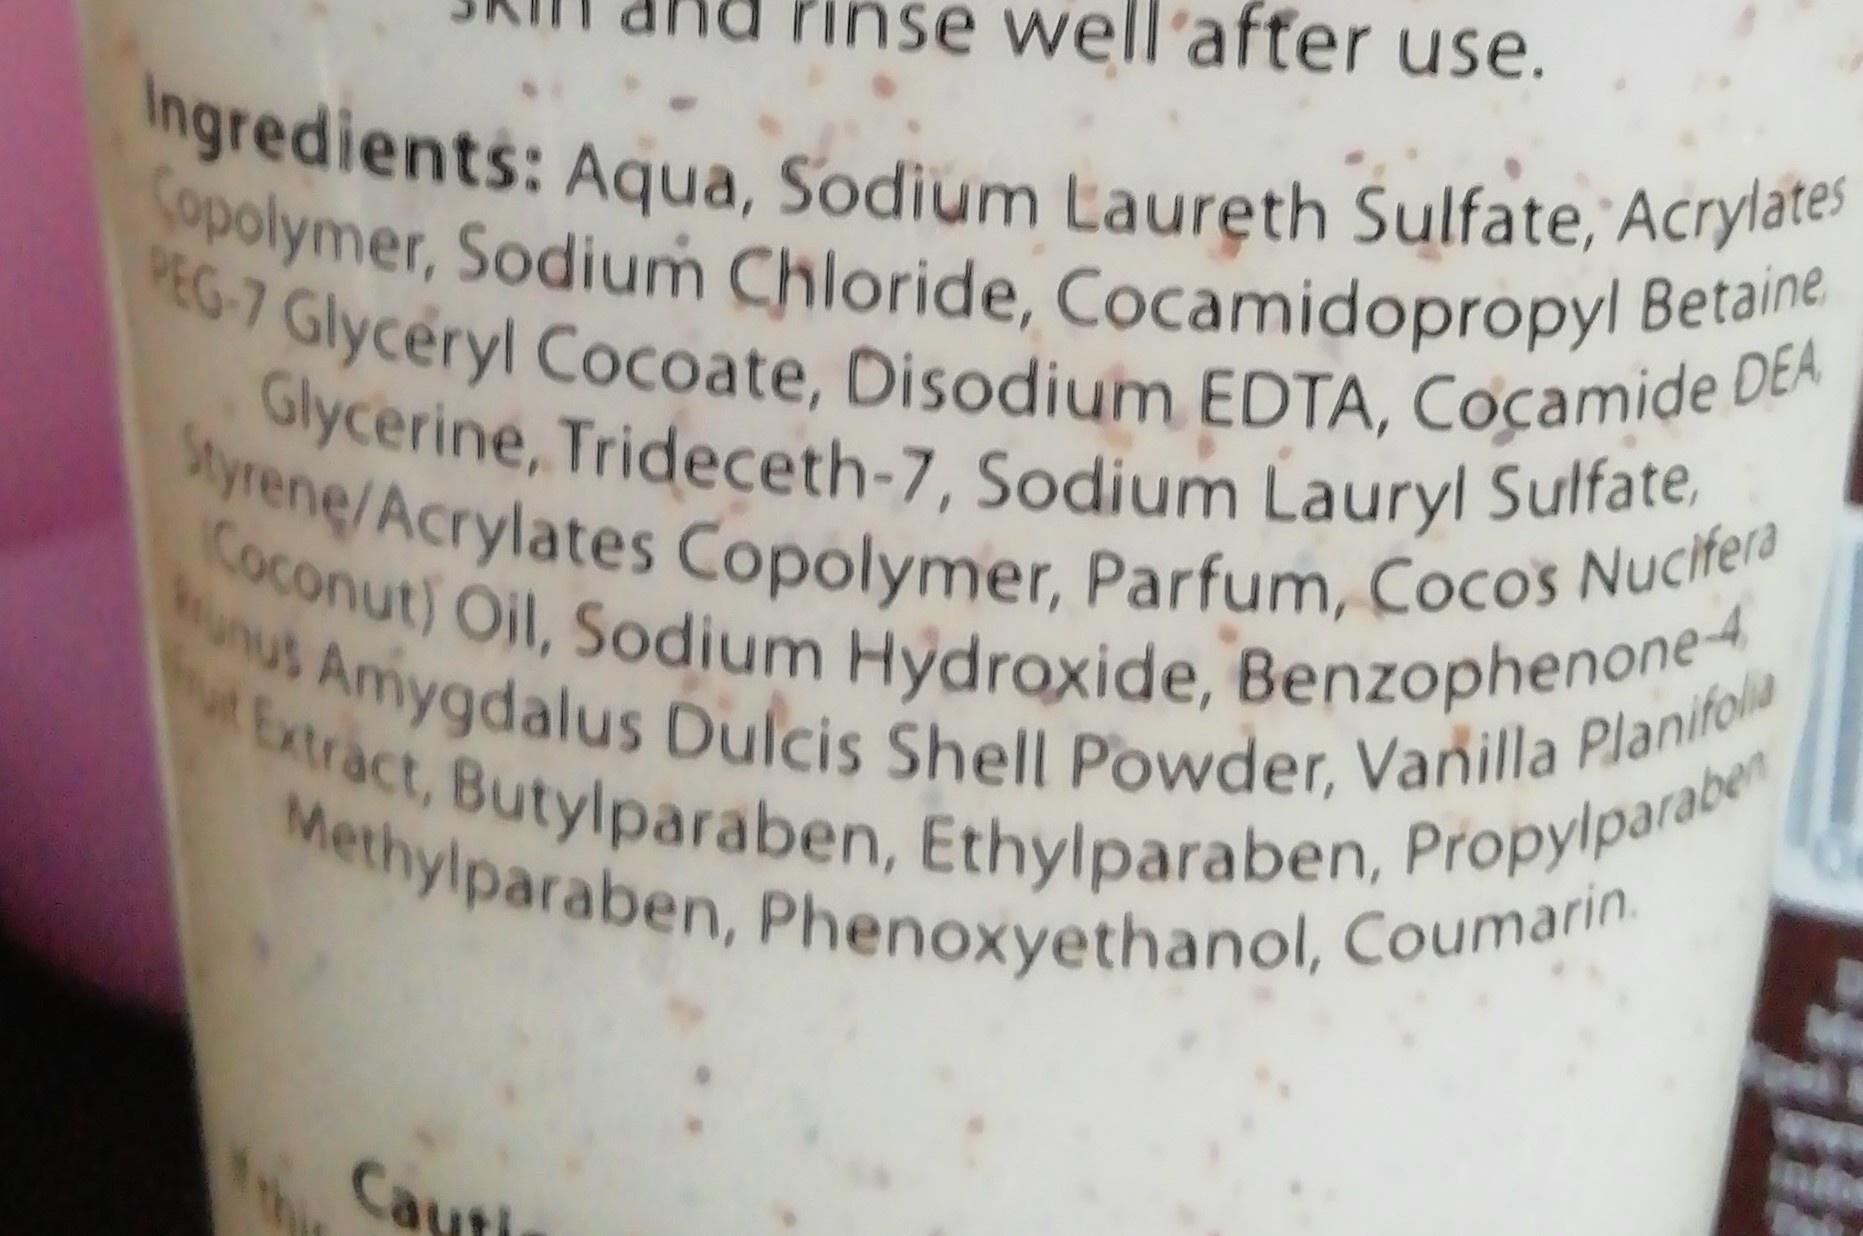 skin and rinse well after use.
Ingredients: Aqua, Sodium Laureth Sulfate, Acrylates
Copolymer, Sodium Chloride, Cocamidopropyl Betaine,
PEG-7 Glyceryl Cocoate, Disodium EDTA, Cocamide DEA,
Glycerine, Trideceth-7, Sodium Lauryl Sulfate,
Styrene/Acrylates Copolymer, Parfum, Cocos Nucifera
(Coconut) Oil, Sodium Hydroxide, Benzophenone-4,
Prunus Amygdalus Dulcis Shell Powder, Vanilla Planifolia
Fruit Extract, Butylparaben, Ethylparaben, Propylparaben
Methylparaben, Phenoxyethanol, Coumarin.